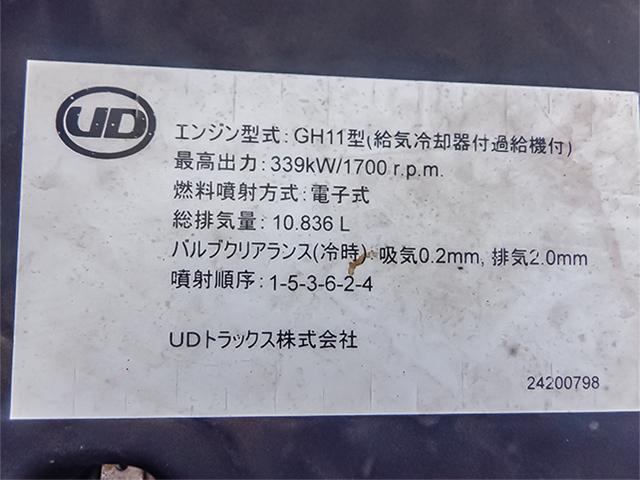 UD
エンジン型式: GH11型(給気冷却器付過給機付)
最高出力: 339kW/1700 r.p.m.
燃料噴射方式: 電子式
総排気量: 10.836 L
バルブクリアランス(冷時) 吸気0.2mm, 排気2.0mm
噴射順序: 1-5-3-6-2-4
UDトラックス株式会社
24200798